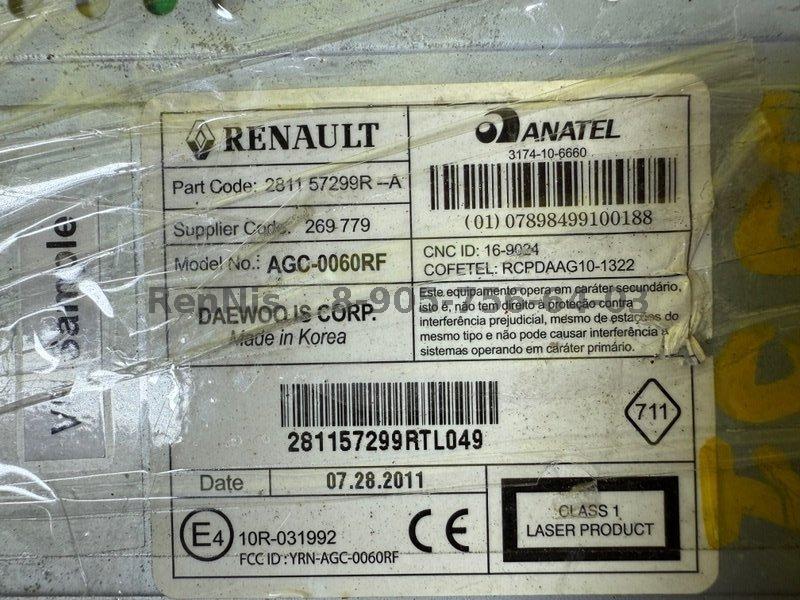 RENAULT
Part Code: 2811 57299R --A
Supplier Code: 269 779
Model No.: AGC-0060RF
DAEWOO IS CORP.
Made in Korea
ANATEL
3174-10-6660
(01) 07898499100188
CNC ID: 16-9024
COFETEL: RCPDAAG10-1322
Este equipamento opera em caráter secundário,
isto é, não tem direito à proteção contra
interferência prejudicial, mesmo de estações do
mesmo tipo e não pode causar interferência a
sistemas operando em caráter primário.
281157299RTL049
711
Date 07.28.2011
E4 10R-031992
FCC ID : YRN-AGC-0060RF
CE
CLASS 1
LASER PRODUCT
Sample
RenNis